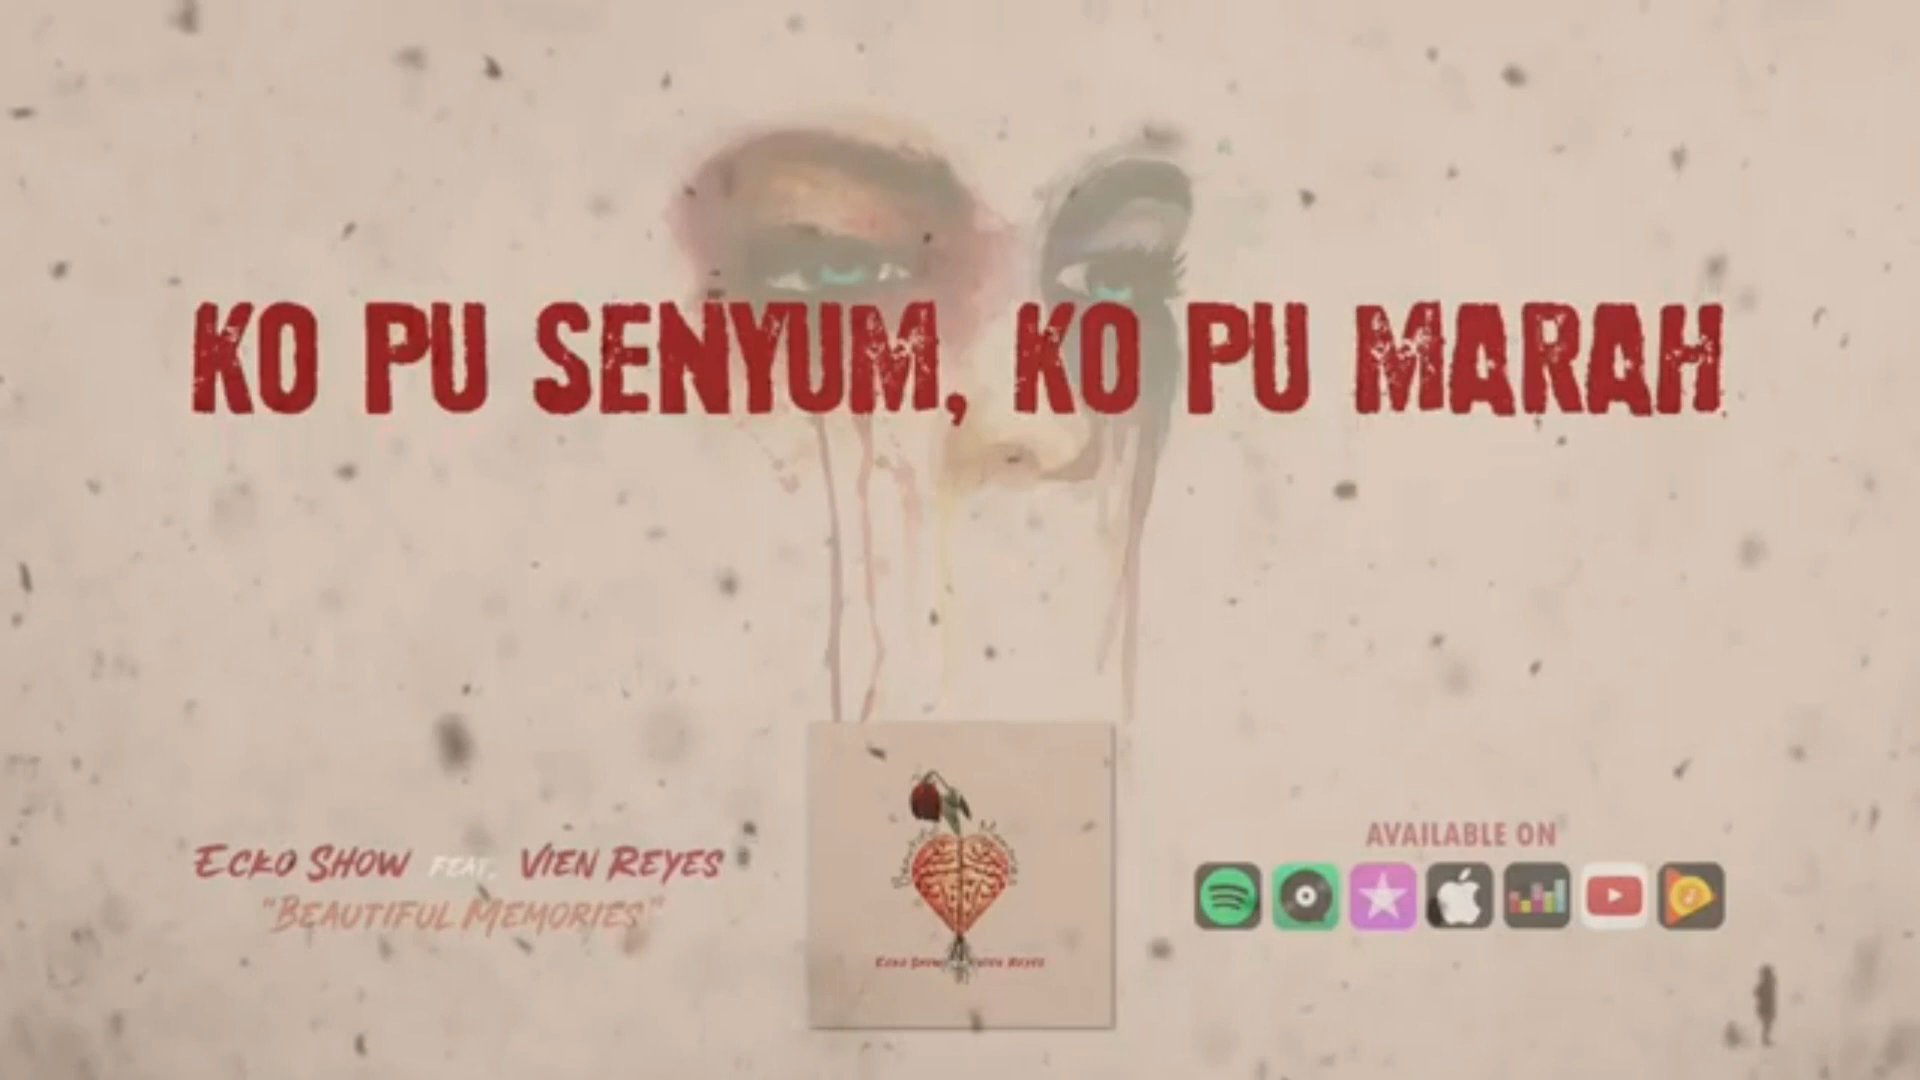 KO PU SENYUM, KO PU MARAH
ECKO SHOW FEAT. VIEN REYES
"BEAUTIFUL MEMORIES"
AVAILABLE ON